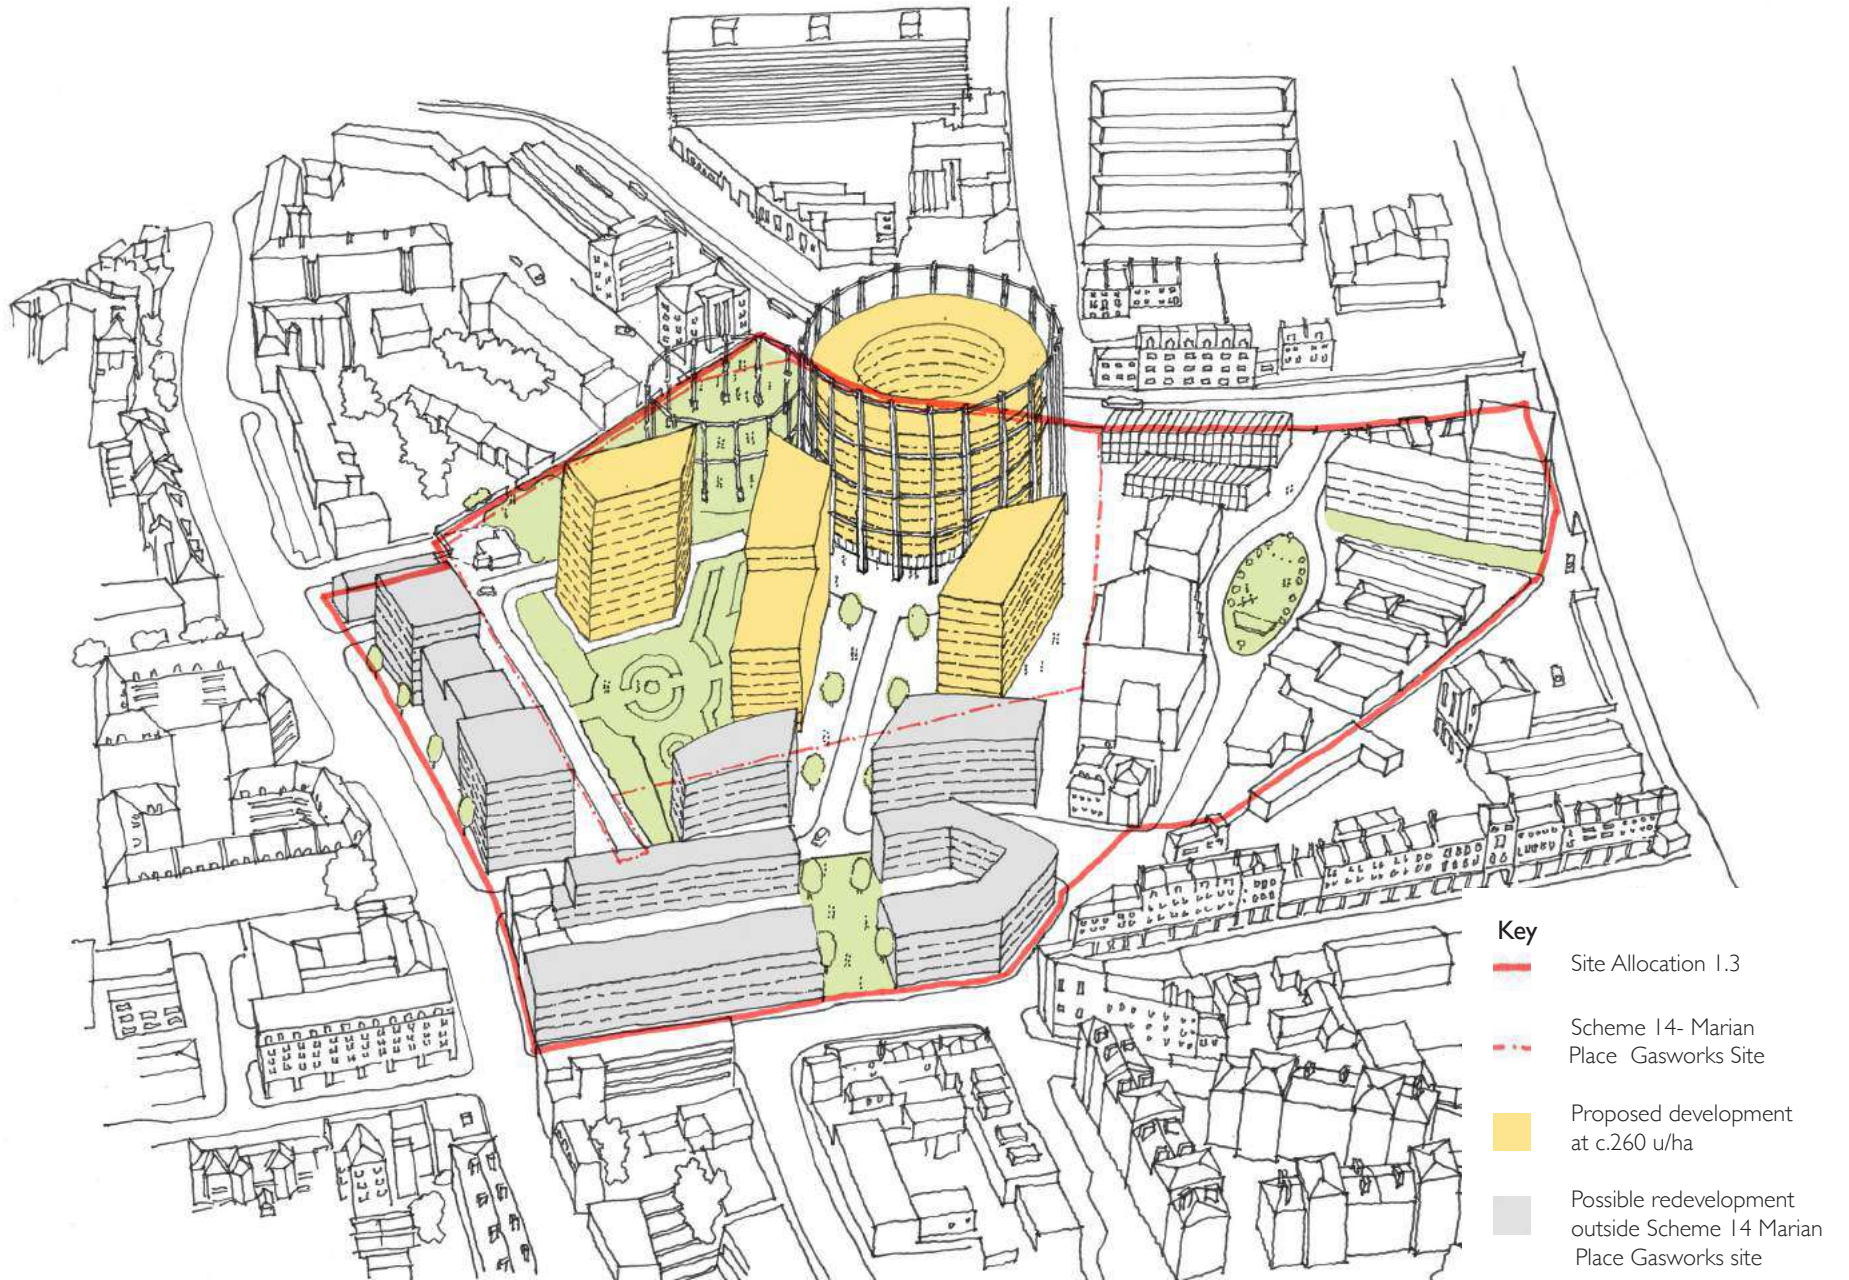 Key
Site Allocation 1.3
Scheme 14- Marian
Place Gasworks Site
Proposed development
at c.260 u/ha
Possible redevelopment
outside Scheme 14 Marian
Place Gasworks site